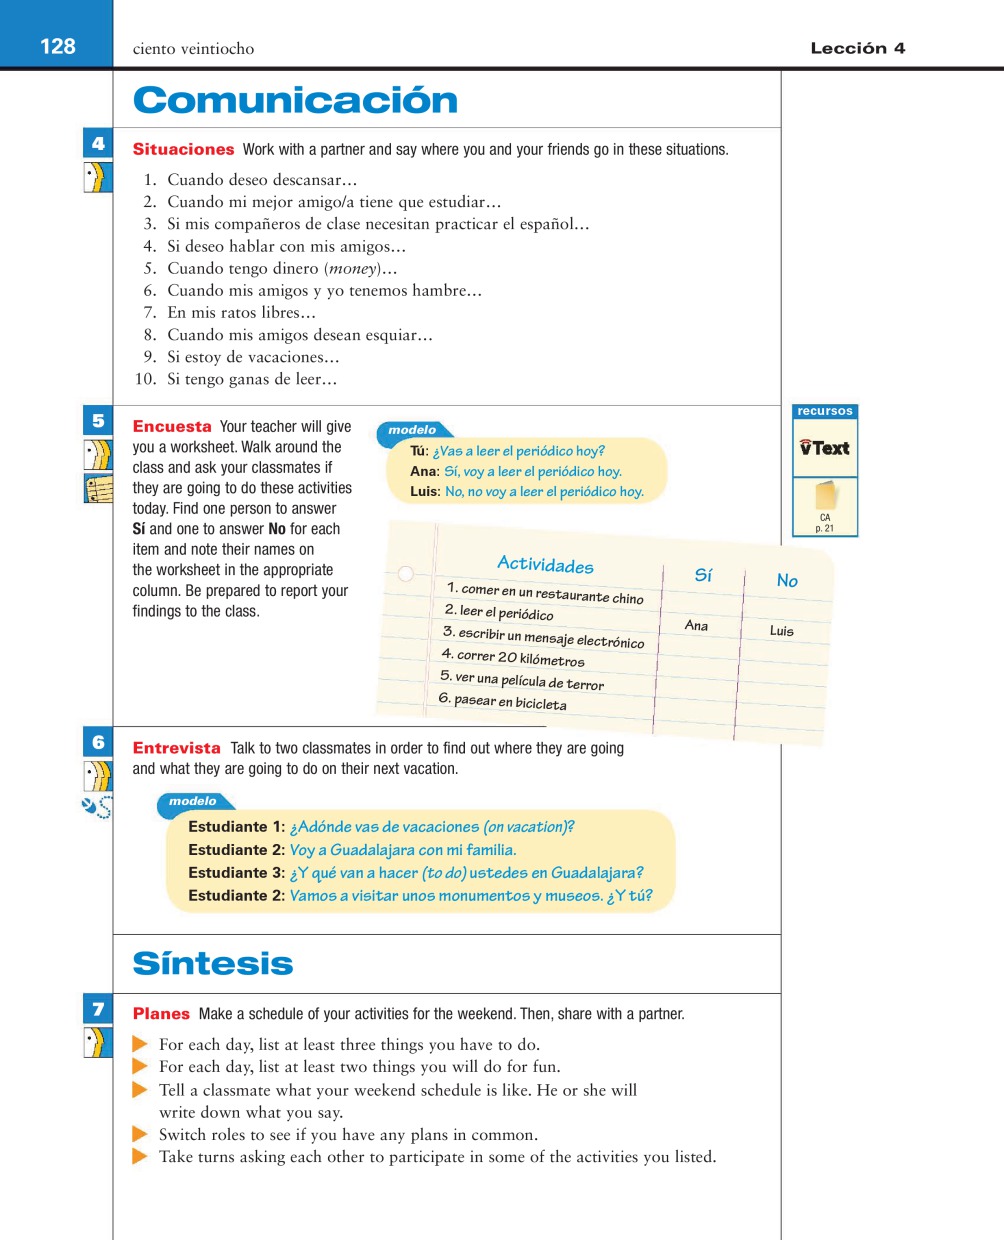 128
ciento veintiocho
Lección 4
Comunicación
4
Situaciones Work with a partner and say where you and your friends go in these situations.
1. Cuando deseo descansar…
2. Cuando mi mejor amigo/a tiene que estudiar…
3. Si mis compañeros de clase necesitan practicar el español…
4. Si deseo hablar con mis amigos…
5. Cuando tengo dinero (money)…
6. Cuando mis amigos y yo tenemos hambre…
7. En mis ratos libres…
8. Cuando mis amigos desean esquiar…
9. Si estoy de vacaciones…
10. Si tengo ganas de leer…
5
Encuesta Your teacher will give
you a worksheet. Walk around the
class and ask your classmates if
they are going to do these activities
today. Find one person to answer
Sí and one to answer No for each
item and note their names on
the worksheet in the appropriate
column. Be prepared to report your
findings to the class.
modelo
Tú: ¿Vas a leer el periódico hoy?
Ana: Sí, voy a leer el periódico hoy.
Luis: No, no voy a leer el periódico hoy.
recursos
vText
CA
p. 21
Actividades Sí No
1. comer en un restaurante chino
2. leer el periódico Ana Luis
3. escribir un mensaje electrónico
4. correr 20 kilómetros
5. ver una película de terror
6. pasear en bicicleta
6
Entrevista Talk to two classmates in order to find out where they are going
and what they are going to do on their next vacation.
modelo
Estudiante 1: ¿Adónde vas de vacaciones (on vacation)?
Estudiante 2: Voy a Guadalajara con mi familia.
Estudiante 3: ¿Y qué van a hacer (to do) ustedes en Guadalajara?
Estudiante 2: Vamos a visitar unos monumentos y museos. ¿Y tú?
Síntesis
7
Planes Make a schedule of your activities for the weekend. Then, share with a partner.
For each day, list at least three things you have to do.
For each day, list at least two things you will do for fun.
Tell a classmate what your weekend schedule is like. He or she will
write down what you say.
Switch roles to see if you have any plans in common.
Take turns asking each other to participate in some of the activities you listed.